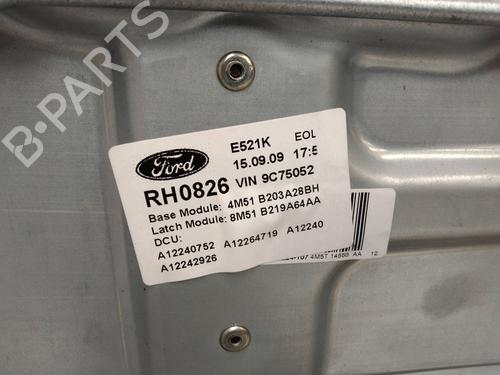 B-PARTS
Ford
E521K EOL
15.09.09 17:5
RH0826 VIN 9C75052
Base Module: 4M51 B203A28BH
Latch Module: 8M51 B219A64AA
DCU:
A12240752 A12264719 A12240
A12242926
4M5T 14B53 AA 12